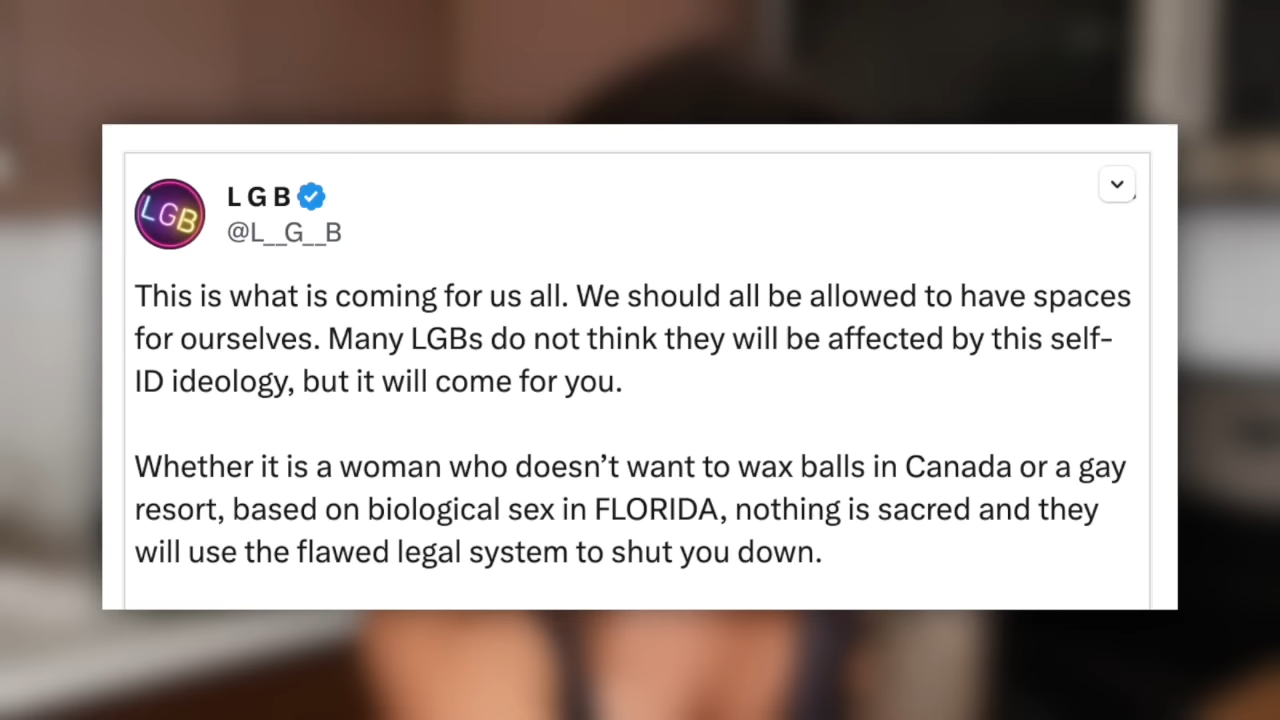 LGB
L G B
@L__G__B
This is what is coming for us all. We should all be allowed to have spaces
for ourselves. Many LGBs do not think they will be affected by this self-
ID ideology, but it will come for you.
Whether it is a woman who doesn’t want to wax balls in Canada or a gay
resort, based on biological sex in FLORIDA, nothing is sacred and they
will use the flawed legal system to shut you down.